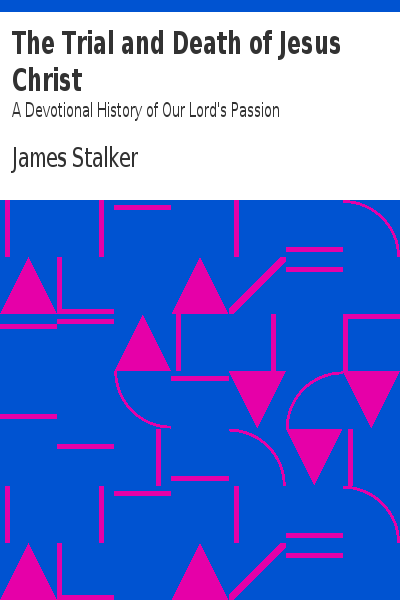 The Trial and Death of Jesus
Christ
A Devotional History of Our Lord's Passion
James Stalker